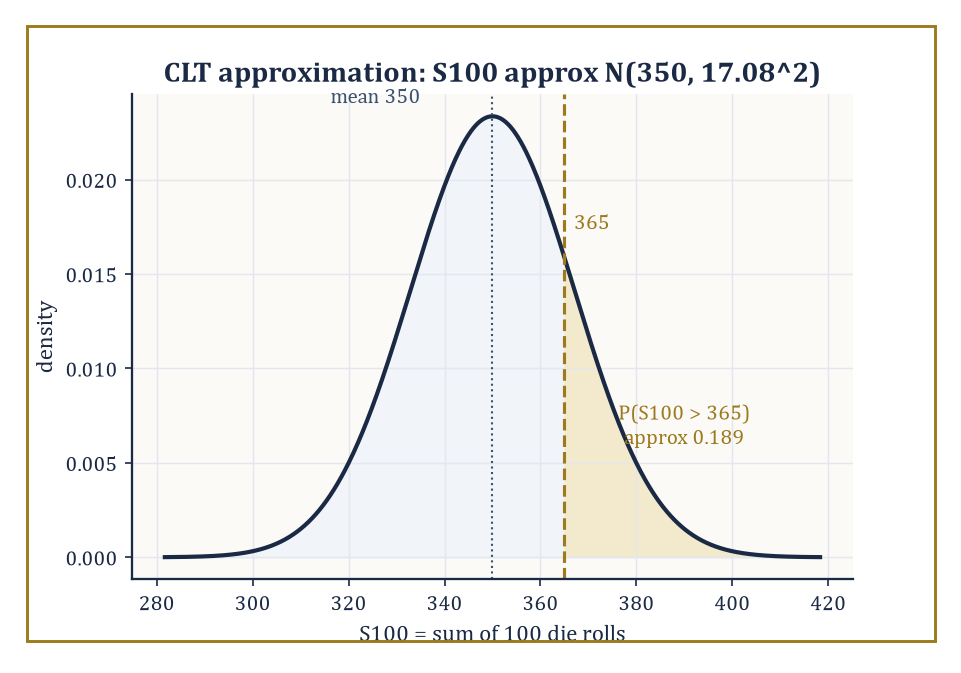 CLT approximation: S100 approx N(350, 17.08^2)
mean 350
365
P(S100 > 365)
approx 0.189
density
0.020
0.015
0.010
0.005
0.000
280 300 320 340 360 380 400 420
S100 = sum of 100 die rolls